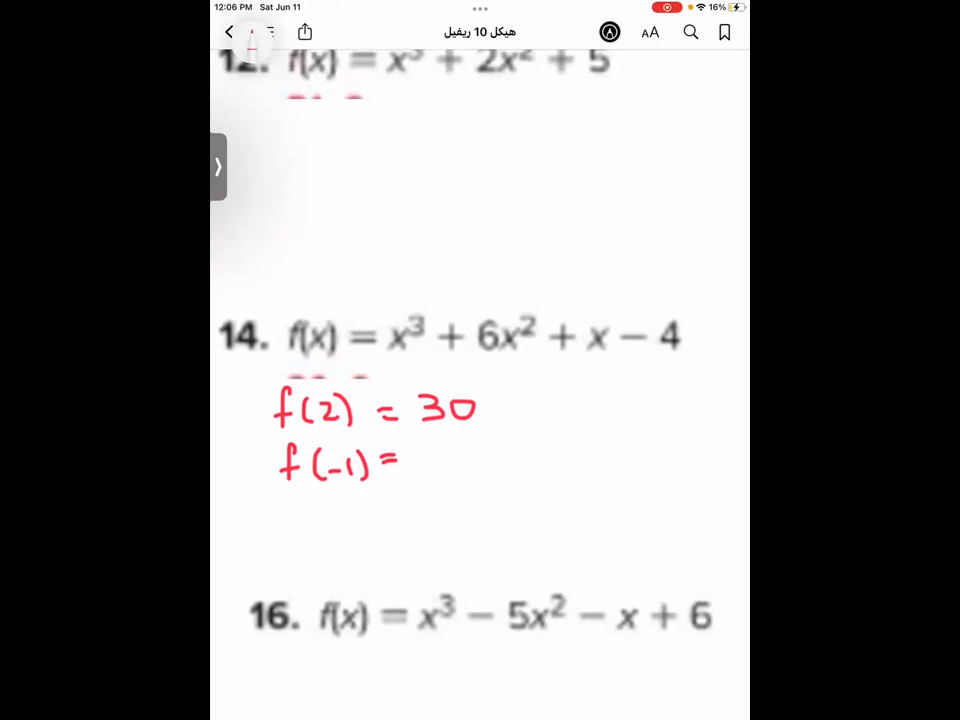 12:06 PM Sat Jun 11
16%
هيكل 10 ريفيل
AA
12. f(x) = x³ + 2x² + 5
14. f(x) = x³ + 6x² + x − 4
f(2) = 30
f(-1) =
16. f(x) = x³ − 5x² − x + 6